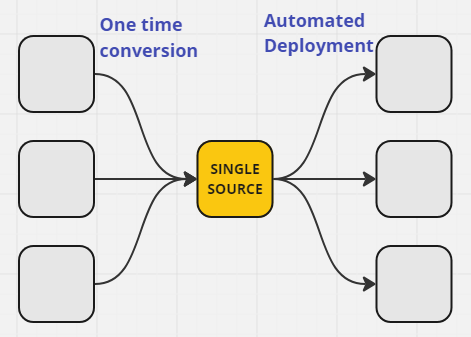 One time
conversion
Automated
Deployment
SINGLE
SOURCE